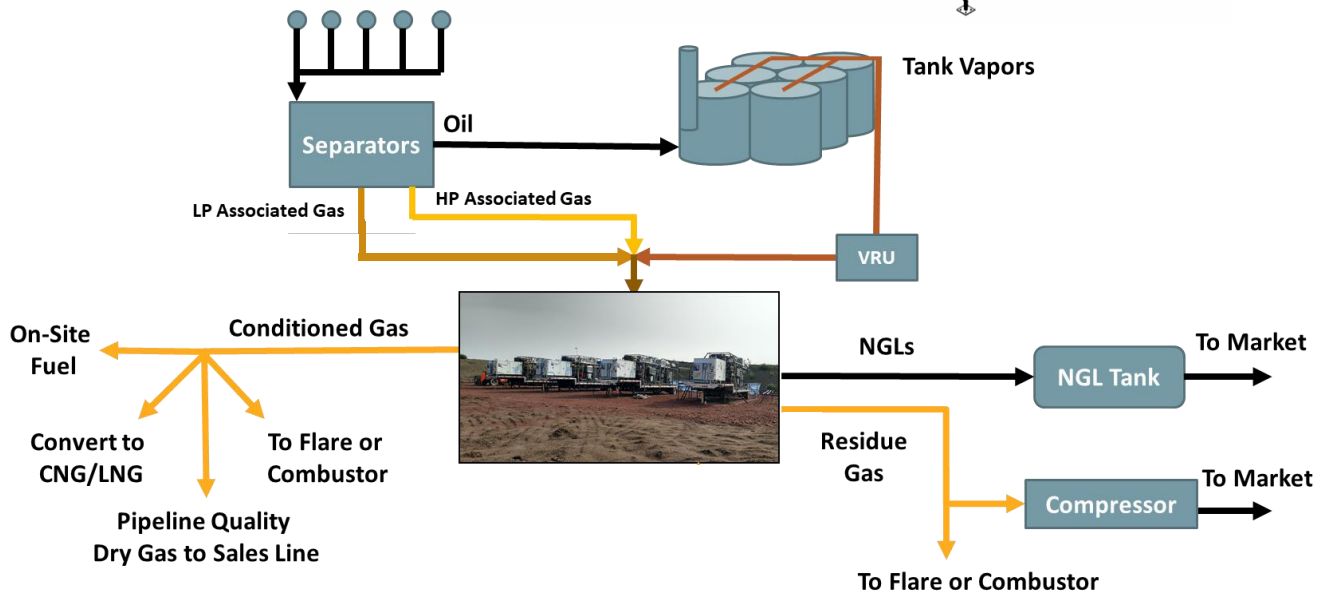 Tank Vapors
Oil
Separators
HP Associated Gas
LP Associated Gas
VRU
Conditioned Gas
On-Site
Fuel
NGLs
To Market
NGL Tank
Convert to
CNG/LNG
To Flare or
Combustor
Residue
Gas
To Market
Compressor
Pipeline Quality
Dry Gas to Sales Line
To Flare or Combustor